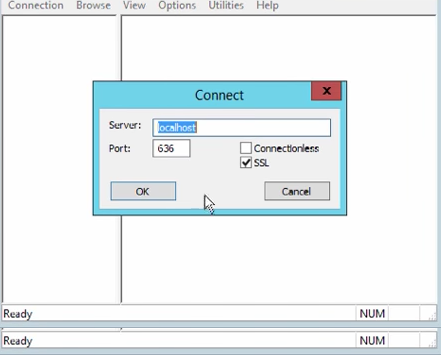 Connection Browse View Options Utilities Help
Connect
x
Server: localhost
Port: 636
Connectionless
SSL
OK Cancel
Ready NUM
Ready NUM